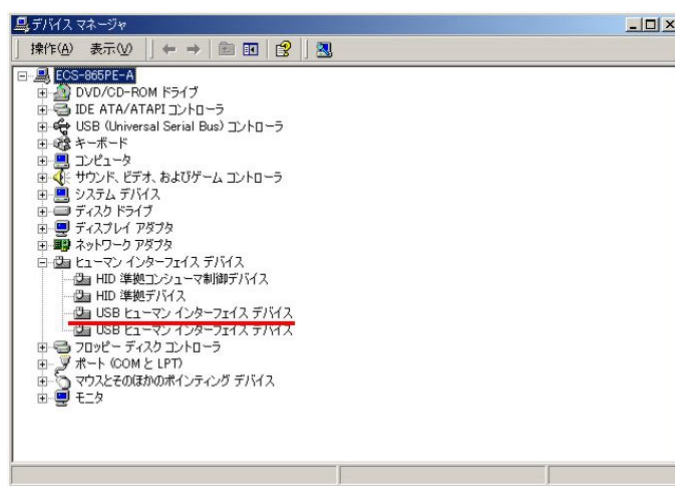 デバイス マネージャ
操作(A) 表示(V)
ECS-865PE-A
DVD/CD-ROM ドライブ
IDE ATA/ATAPI コントローラ
USB (Universal Serial Bus) コントローラ
キーボード
コンピュータ
サウンド、ビデオ、およびゲーム コントローラ
システム デバイス
ディスク ドライブ
ディスプレイ アダプタ
ネットワーク アダプタ
ヒューマン インターフェイス デバイス
HID 準拠コンシューマ制御デバイス
HID 準拠デバイス
USB ヒューマン インターフェイス デバイス
USB ヒューマン インターフェイス デバイス
フロッピー ディスク コントローラ
ポート (COM と LPT)
マウスとそのほかのポインティング デバイス
モニタ